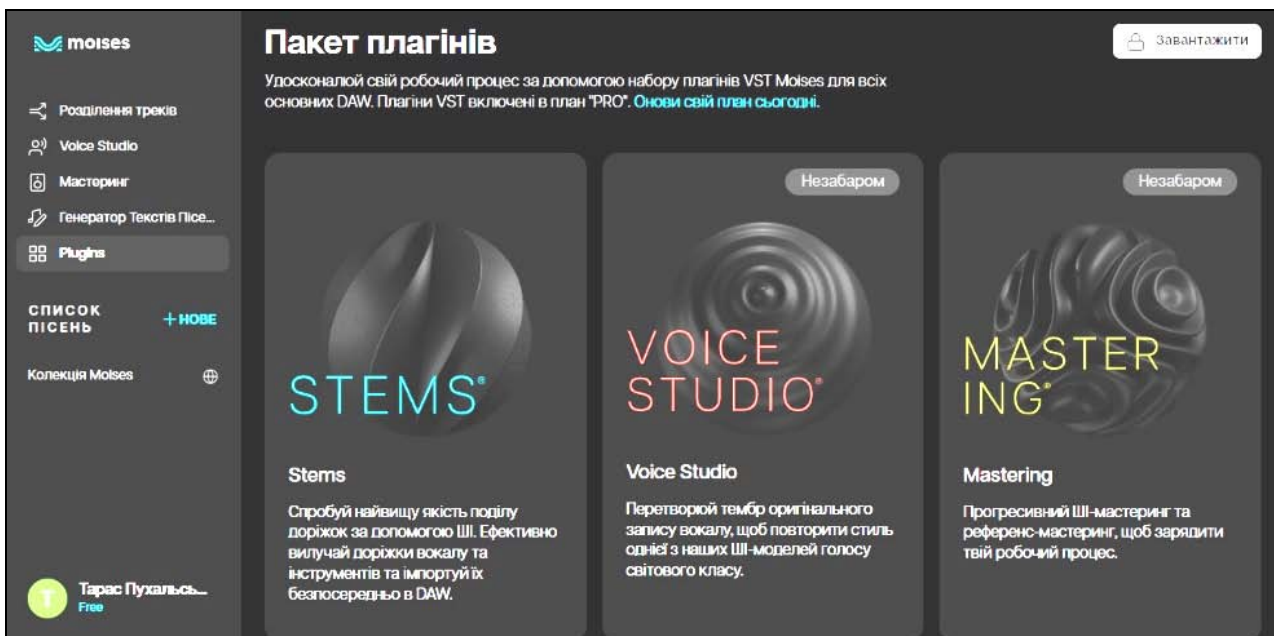 moises
Розділення треків
Voice Studio
Мастеринг
Генератор Текстів Пісе...
Plugins
СПИСОК
ПІСЕНЬ
+НОВЕ
Колекція Moises
T
Тарас Пухальсь...
Free
Пакет плагінів
Завантажити
Удосконалюй свій робочий процес за допомогою набору плагінів VST Moises для всіх
основних DAW. Плагіни VST включені в план "PRO". Онови свій план сьогодні.
STEMS®
Stems
Спробуй найвищу якість поділу
доріжок за допомогою ШІ. Ефективно
вилучай доріжки вокалу та
інструментів та імпортуй їх
безпосередньо в DAW.
Незабаром
VOICE
STUDIO®
Voice Studio
Перетворюй тембр оригінального
запису вокалу, щоб повторити стиль
однієї з наших ШІ-моделей голосу
світового класу.
Незабаром
MASTER
ING®
Mastering
Прогресивний ШІ-мастеринг та
референс-мастеринг, щоб зарядити
твій робочий процес.